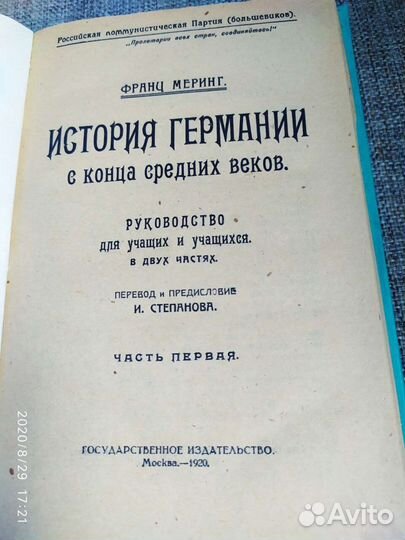 Российская Коммунистическая Партия (большевиков).
„Пролетарии всех стран, соединяйтесь!"
ФРАНЦ МЕРИНГ.
ИСТОРИЯ ГЕРМАНИИ
с конца средних веков.
РУКОВОДСТВО
для учащих и учащихся.
В ДВУХ ЧАСТЯХ.
ПЕРЕВОД и ПРЕДИСЛОВИЕ
И. СТЕПАНОВА.
ЧАСТЬ ПЕРВАЯ.
ГОСУДАРСТВЕННОЕ ИЗДАТЕЛЬСТВО.
Москва.—1920.
2020/8/29 17:21
Avito